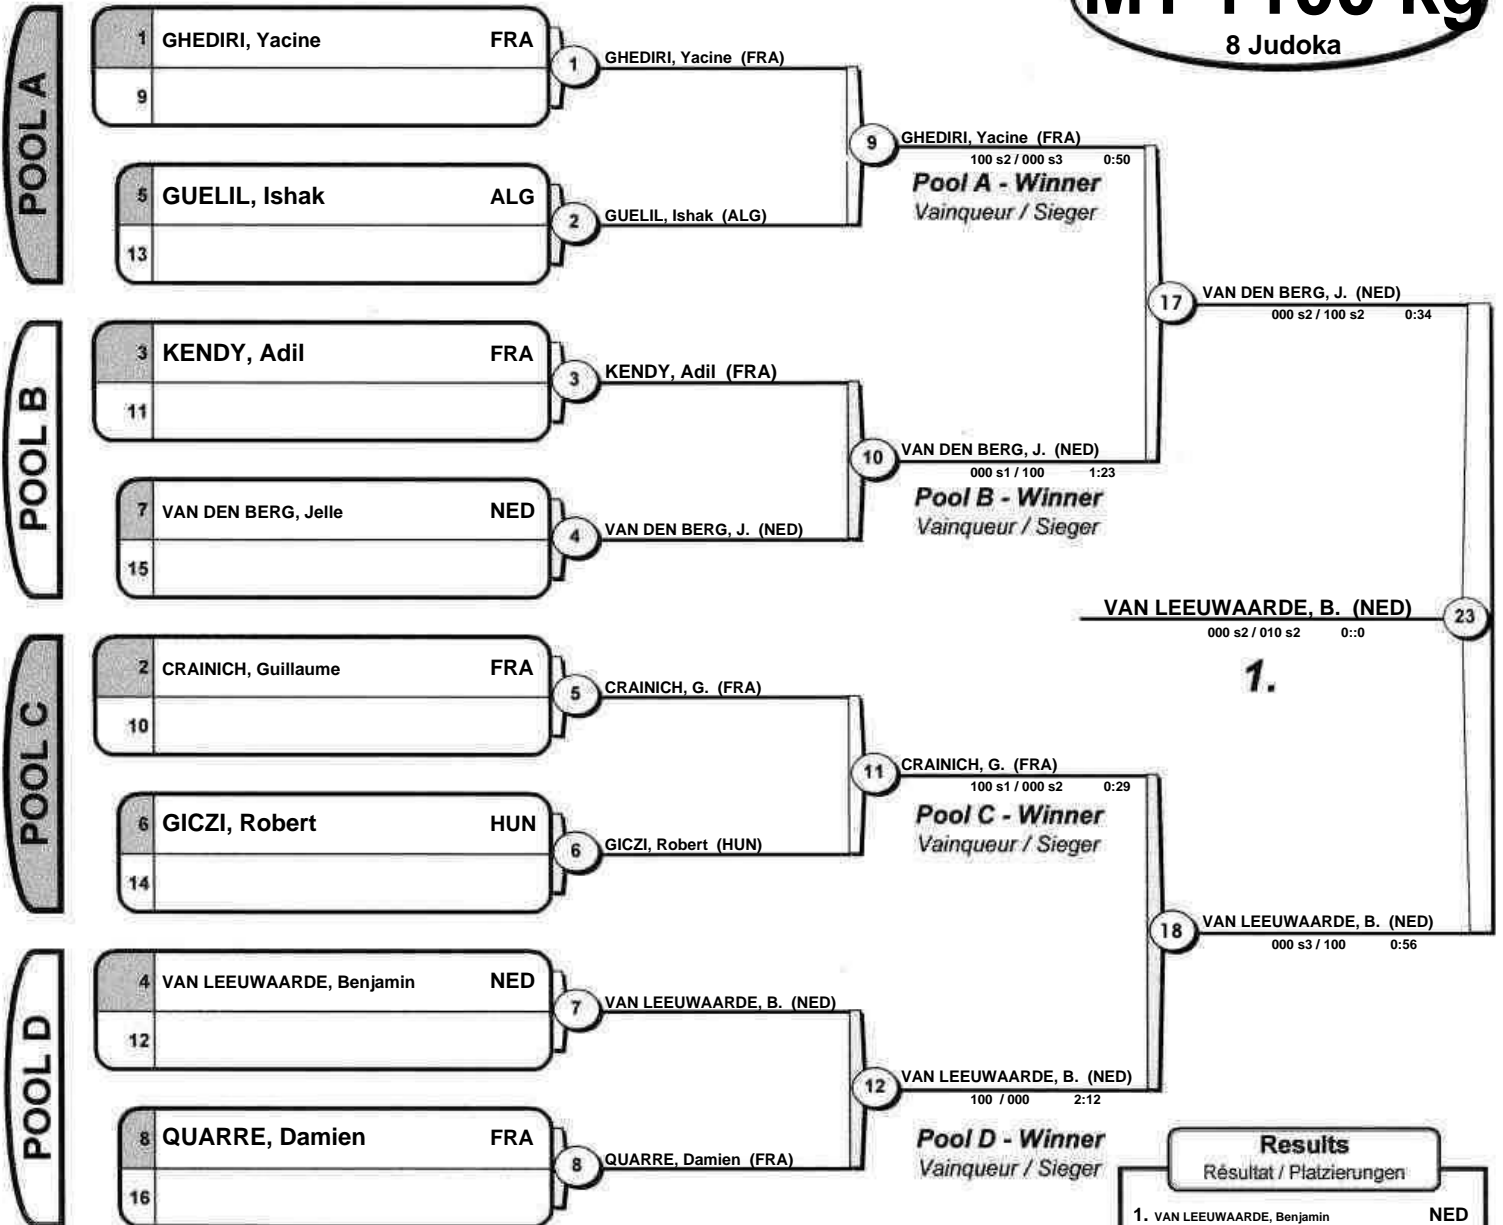 8 Judoka
POOL A
1 GHEDIRI, Yacine FRA
9
1
GHEDIRI, Yacine (FRA)
5 GUELIL, Ishak ALG
13
2
GUELIL, Ishak (ALG)
9
GHEDIRI, Yacine (FRA)
100 s2 / 000 s3 0:50
Pool A - Winner
Vainqueur / Sieger
POOL B
3 KENDY, Adil FRA
11
3
KENDY, Adil (FRA)
7 VAN DEN BERG, Jelle NED
15
4
VAN DEN BERG, J. (NED)
10
VAN DEN BERG, J. (NED)
000 s1 / 100 1:23
Pool B - Winner
Vainqueur / Sieger
17
VAN DEN BERG, J. (NED)
000 s2 / 100 s2 0:34
VAN LEEUWAARDE, B. (NED)
000 s2 / 010 s2 0::0
23
1.
POOL C
2 CRAINICH, Guillaume FRA
10
5
CRAINICH, G. (FRA)
6 GICZI, Robert HUN
14
6
GICZI, Robert (HUN)
11
CRAINICH, G. (FRA)
100 s1 / 000 s2 0:29
Pool C - Winner
Vainqueur / Sieger
POOL D
4 VAN LEEUWAARDE, Benjamin NED
12
7
VAN LEEUWAARDE, B. (NED)
8 QUARRE, Damien FRA
16
8
QUARRE, Damien (FRA)
12
VAN LEEUWAARDE, B. (NED)
100 / 000 2:12
Pool D - Winner
Vainqueur / Sieger
18
VAN LEEUWAARDE, B. (NED)
000 s3 / 100 0:56
Results
Résultat / Platzierungen
1. VAN LEEUWAARDE, Benjamin NED